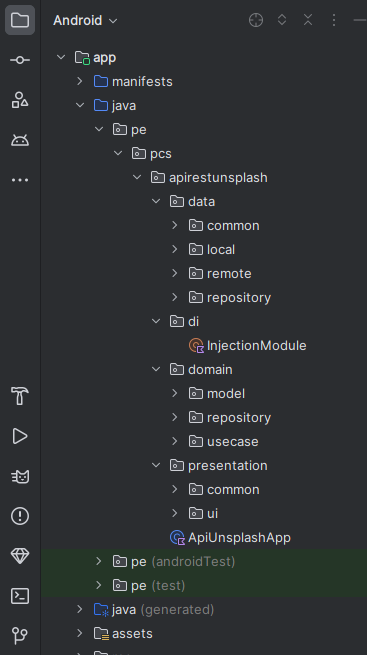 Android
app
manifests
java
pe
pcs
apirestunsplash
data
common
local
remote
repository
di
InjectionModule
domain
model
repository
usecase
presentation
common
ui
ApiUnsplashApp
pe (androidTest)
pe (test)
java (generated)
assets